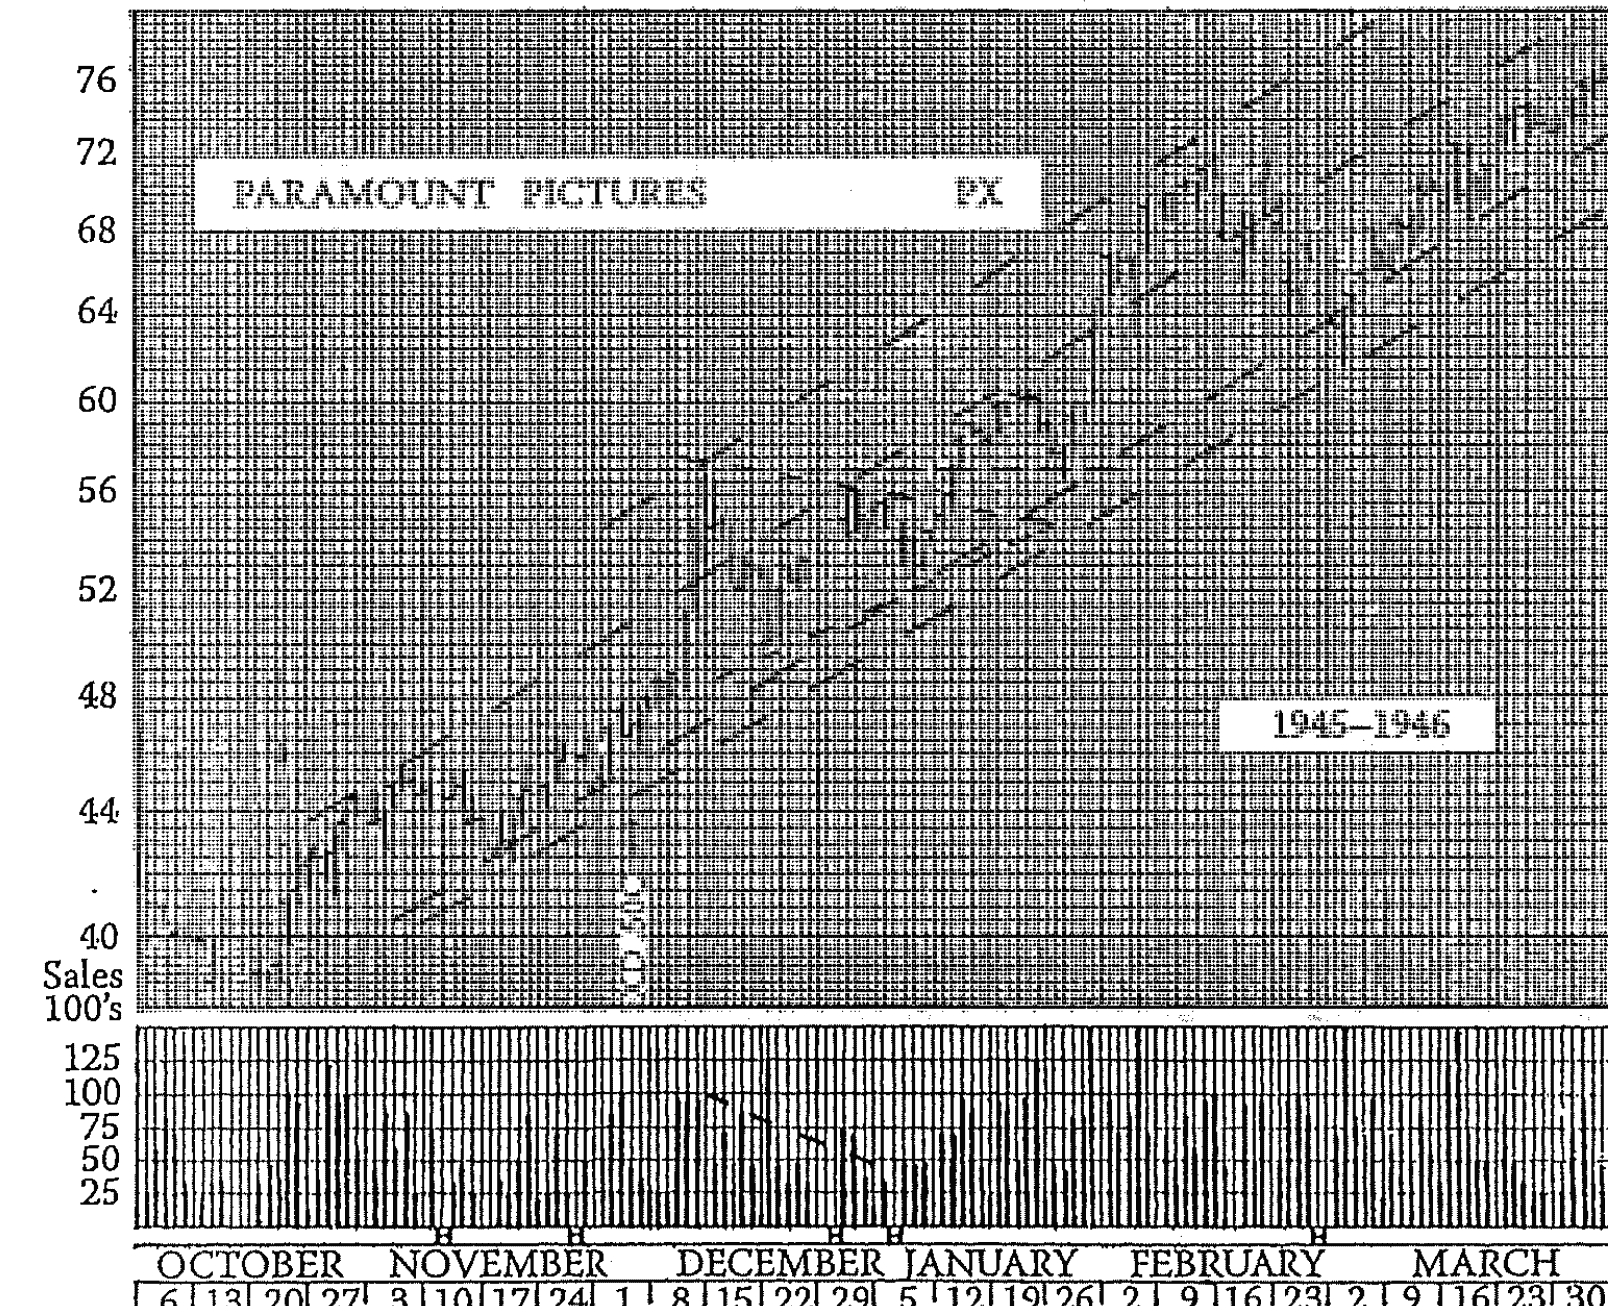 76
72
PARAMOUNT PICTURES PX
68
64
60
56
52
48
1945–1946
44
40
Sales
100's
125
100
75
50
25
H H H H H
OCTOBER NOVEMBER DECEMBER JANUARY FEBRUARY MARCH
6 13 20 27 3 10 17 24 1 8 15 22 29 5 12 19 26 2 9 16 23 2 9 16 23 30